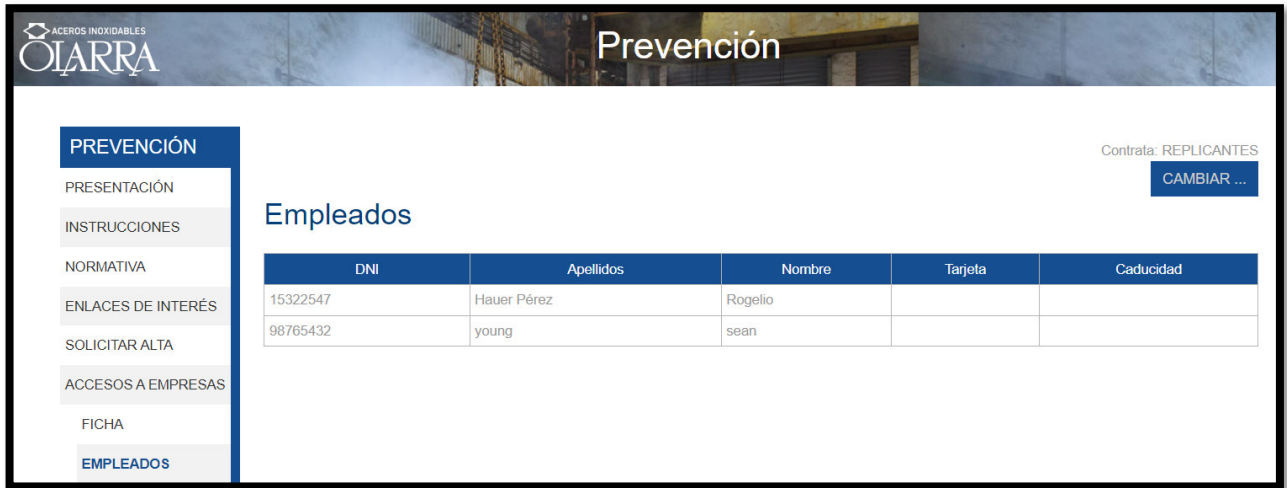 ACEROS INOXIDABLES
OLARRA
Prevención
PREVENCIÓN
PRESENTACIÓN
INSTRUCCIONES
NORMATIVA
ENLACES DE INTERÉS
SOLICITAR ALTA
ACCESOS A EMPRESAS
FICHA
EMPLEADOS
Contrata: REPLICANTES
CAMBIAR ...
Empleados
DNI Apellidos Nombre Tarjeta Caducidad
15322547 Hauer Pérez Rogelio
98765432 young sean